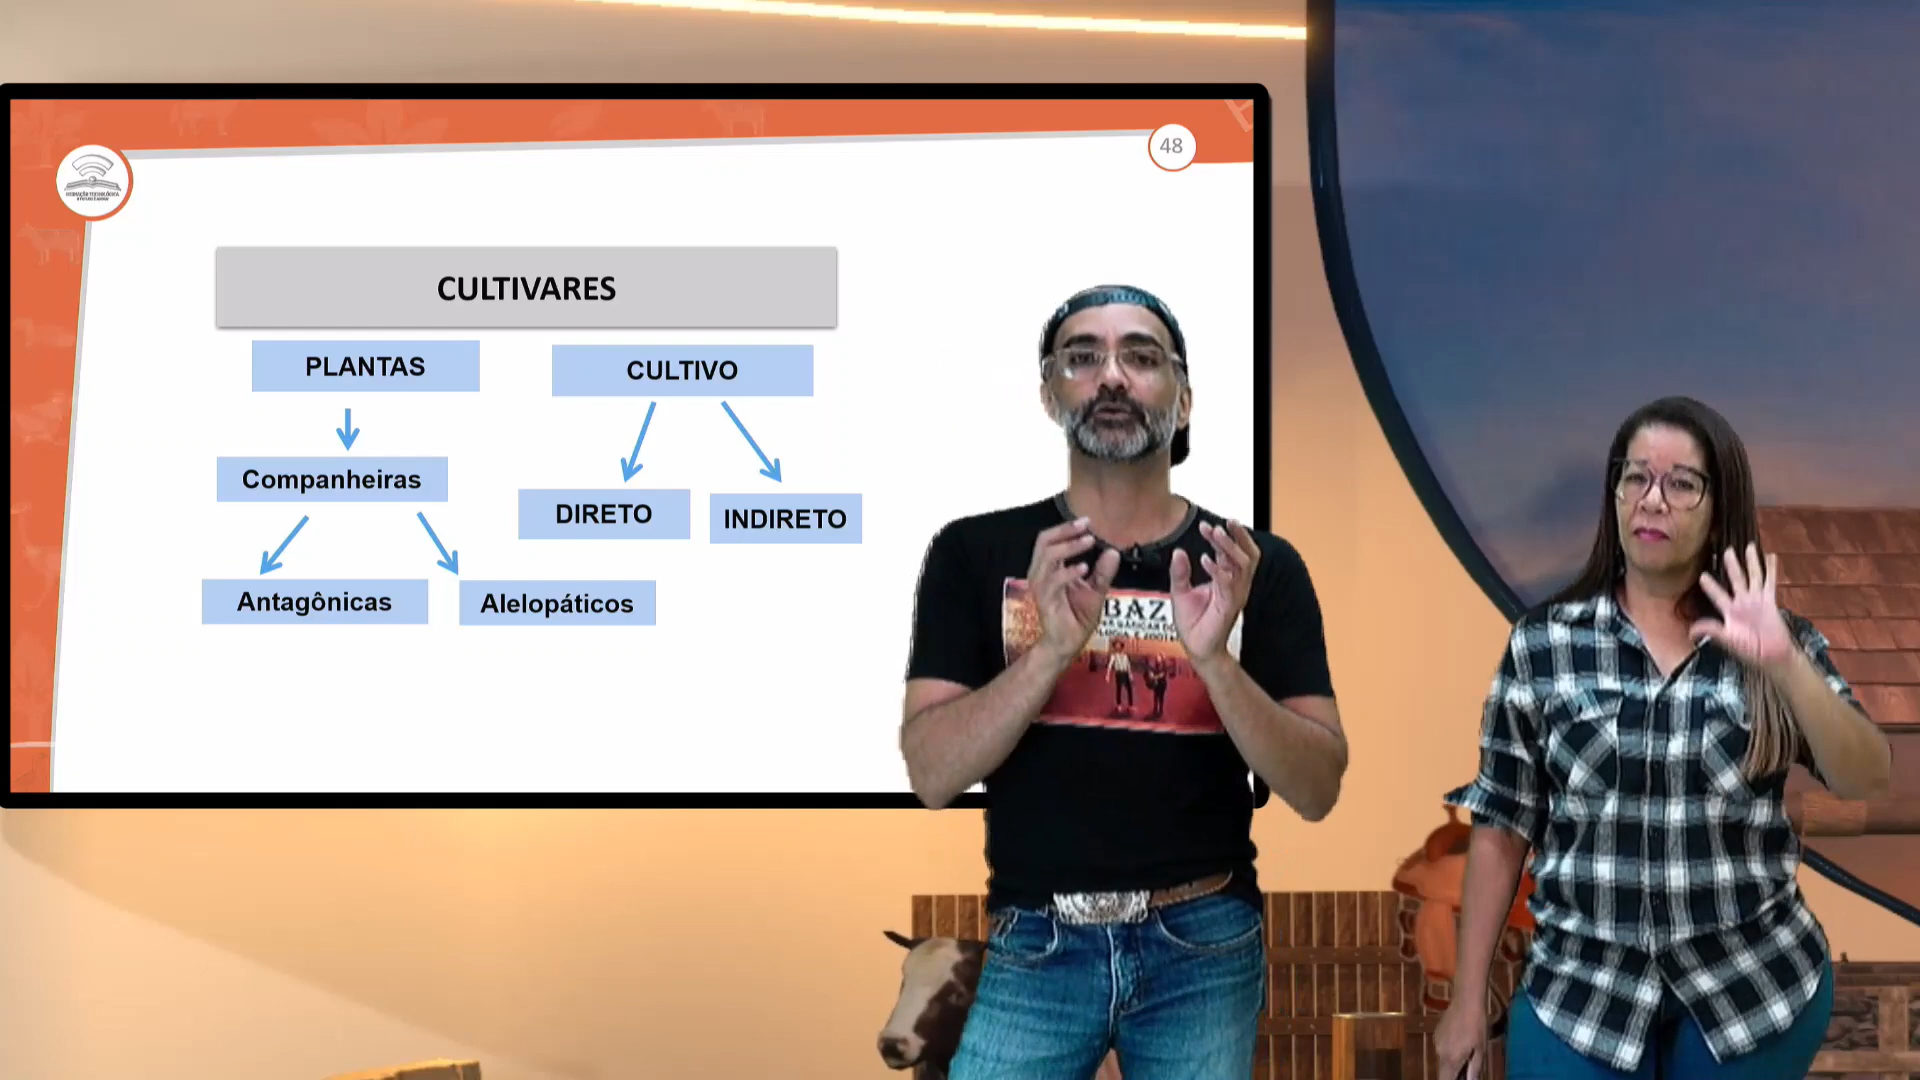 48
CULTIVARES
PLANTAS
CULTIVO
Companheiras
DIRETO
INDIRETO
Antagônicas
Alelopáticos
BAZ